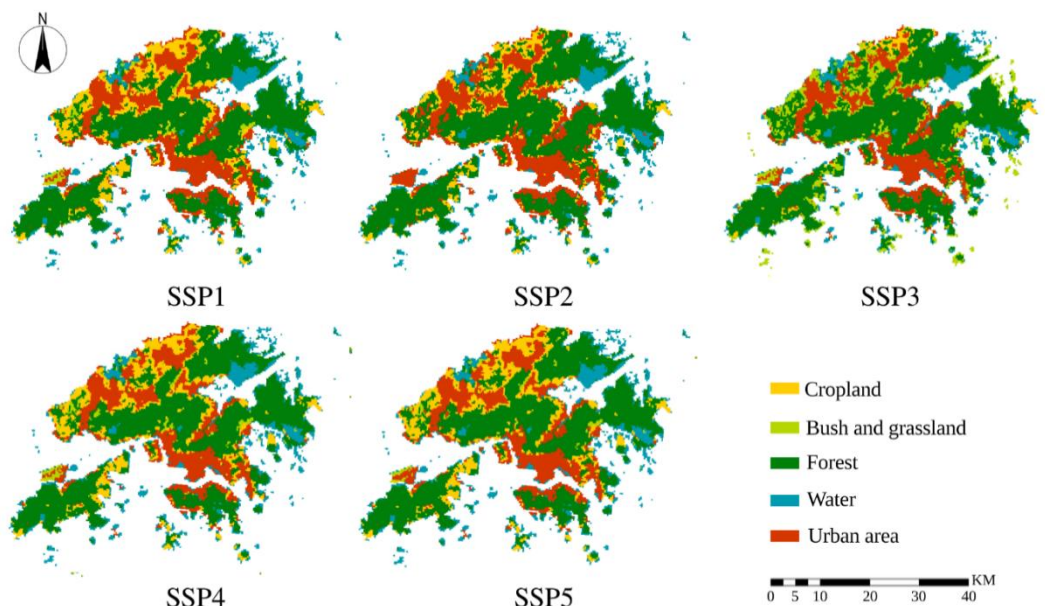 N
SSP1
SSP2
SSP3
SSP4
SSP5
Cropland
Bush and grassland
Forest
Water
Urban area
KM
0 5 10 20 30 40